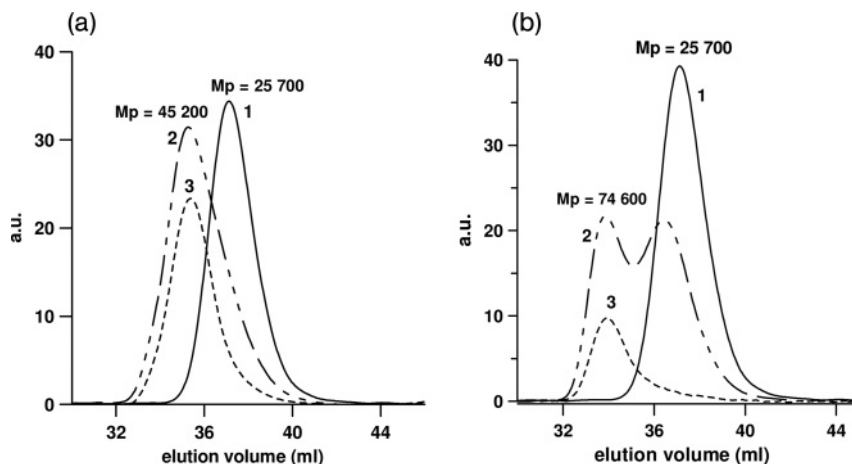 (a)
40
30
20
10
0
a.u.
Mp = 25 700
Mp = 45 200
1
2
3
32 36 40 44
elution volume (ml)
(b)
40
30
20
10
0
a.u.
Mp = 25 700
1
Mp = 74 600
2
3
32 36 40 44
elution volume (ml)